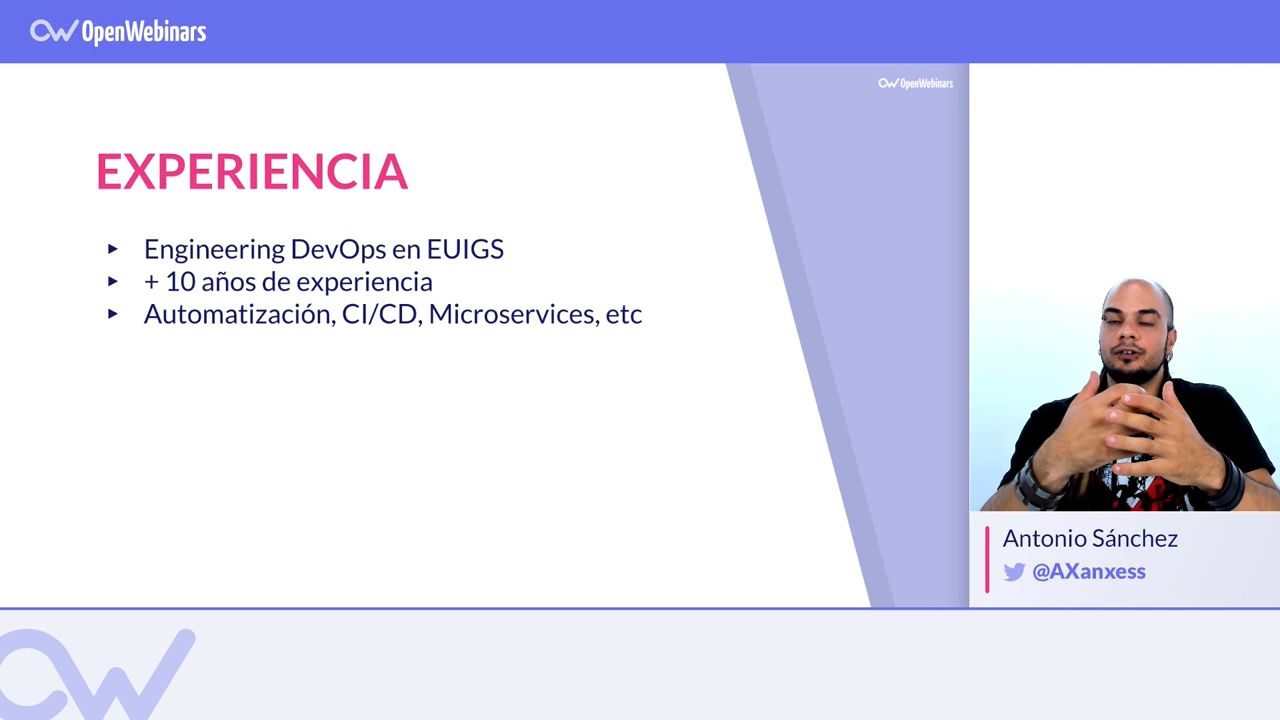 OpenWebinars
OpenWebinars
EXPERIENCIA
Engineering DevOps en EUIGS
+ 10 años de experiencia
Automatización, CI/CD, Microservices, etc
Antonio Sánchez
@AXanxess